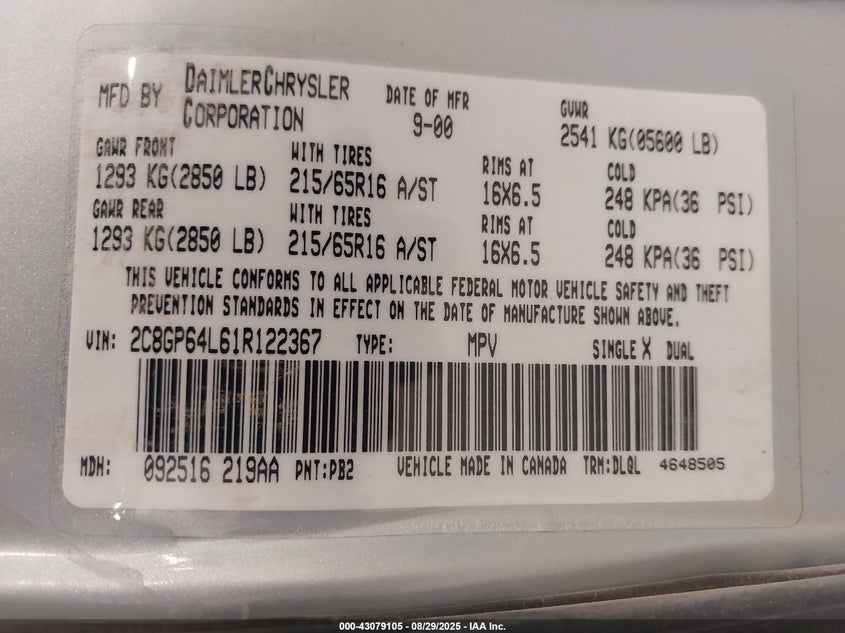 MFD BY DAIMLERCHRYSLER CORPORATION DATE OF MFR 9-00 GVWR 2541 KG(05600 LB)
GAWR FRONT WITH TIRES RIMS AT COLD
1293 KG(2850 LB) 215/65R16 A/ST 16X6.5 248 KPA(36 PSI)
GAWR REAR WITH TIRES RIMS AT COLD
1293 KG(2850 LB) 215/65R16 A/ST 16X6.5 248 KPA(36 PSI)
THIS VEHICLE CONFORMS TO ALL APPLICABLE FEDERAL MOTOR VEHICLE SAFETY AND THEFT
PREVENTION STANDARDS IN EFFECT ON THE DATE OF MANUFACTURE SHOWN ABOVE.
VIN: 2C8GP64L61R122367 TYPE: MPV SINGLE X DUAL
MDH: 092516 219AA PNT:PB2 VEHICLE MADE IN CANADA TRM:DLQL 4648505
000-43079105 - 08/29/2025 - IAA Inc.